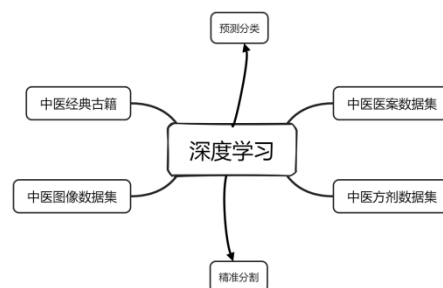 预测分类
中医经典古籍
中医医案数据集
深度学习
中医图像数据集
中医方剂数据集
精准分割